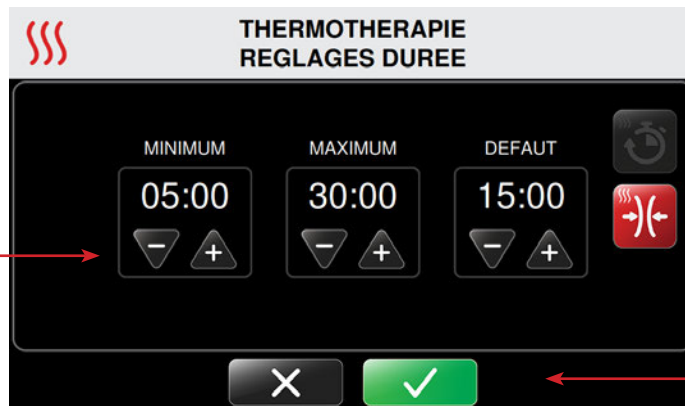 THERMOTHERAPIE
REGLAGES DUREE
MINIMUM MAXIMUM DEFAUT
05:00 30:00 15:00
- + - + - +